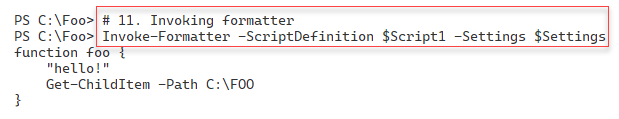 PS C:\Foo> # 11. Invoking formatter
PS C:\Foo> Invoke-Formatter -ScriptDefinition $Script1 -Settings $Settings
function foo {
    "hello!"
    Get-ChildItem -Path C:\FOO
}